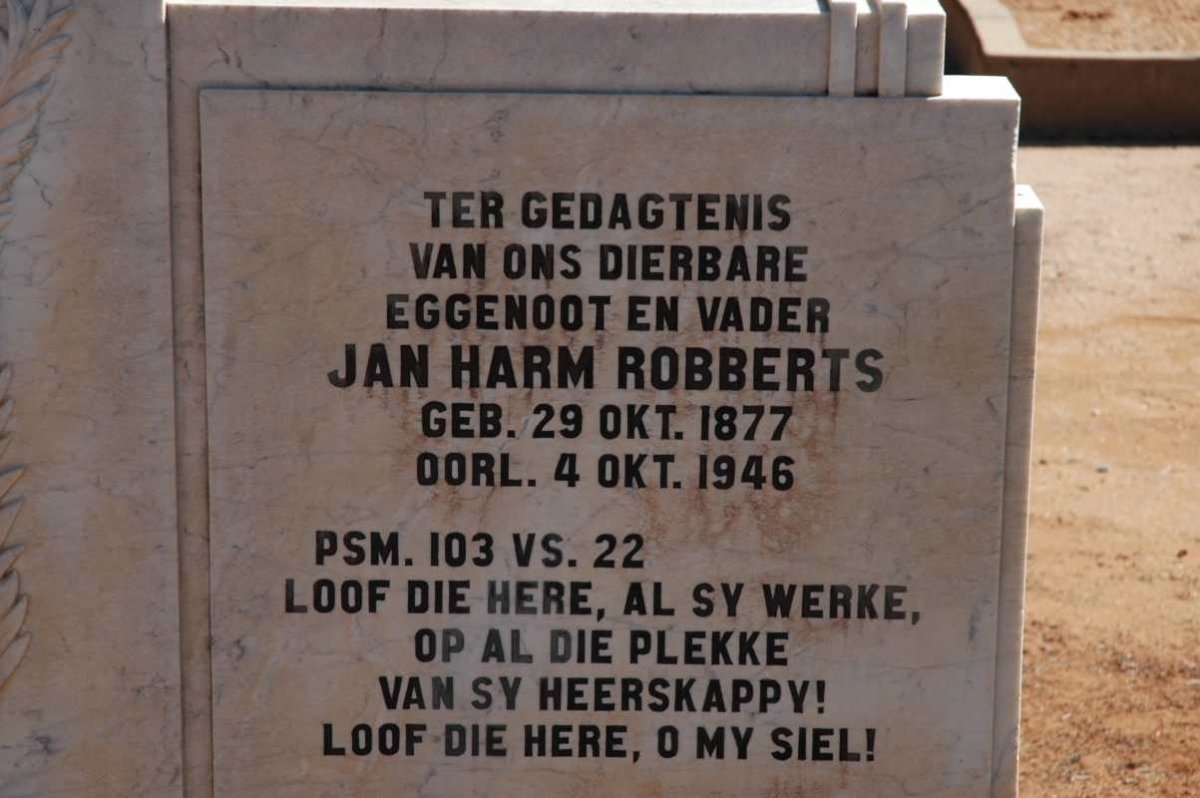 TER GEDAGTENIS
VAN ONS DIERBARE
EGGENOOT EN VADER
JAN HARM ROBBERTS
GEB. 29 OKT. 1877
OORL. 4 OKT. 1946
PSM. 103 VS. 22
LOOF DIE HERE, AL SY WERKE,
OP AL DIE PLEKKE
VAN SY HEERSKAPPY!
LOOF DIE HERE, O MY SIEL!